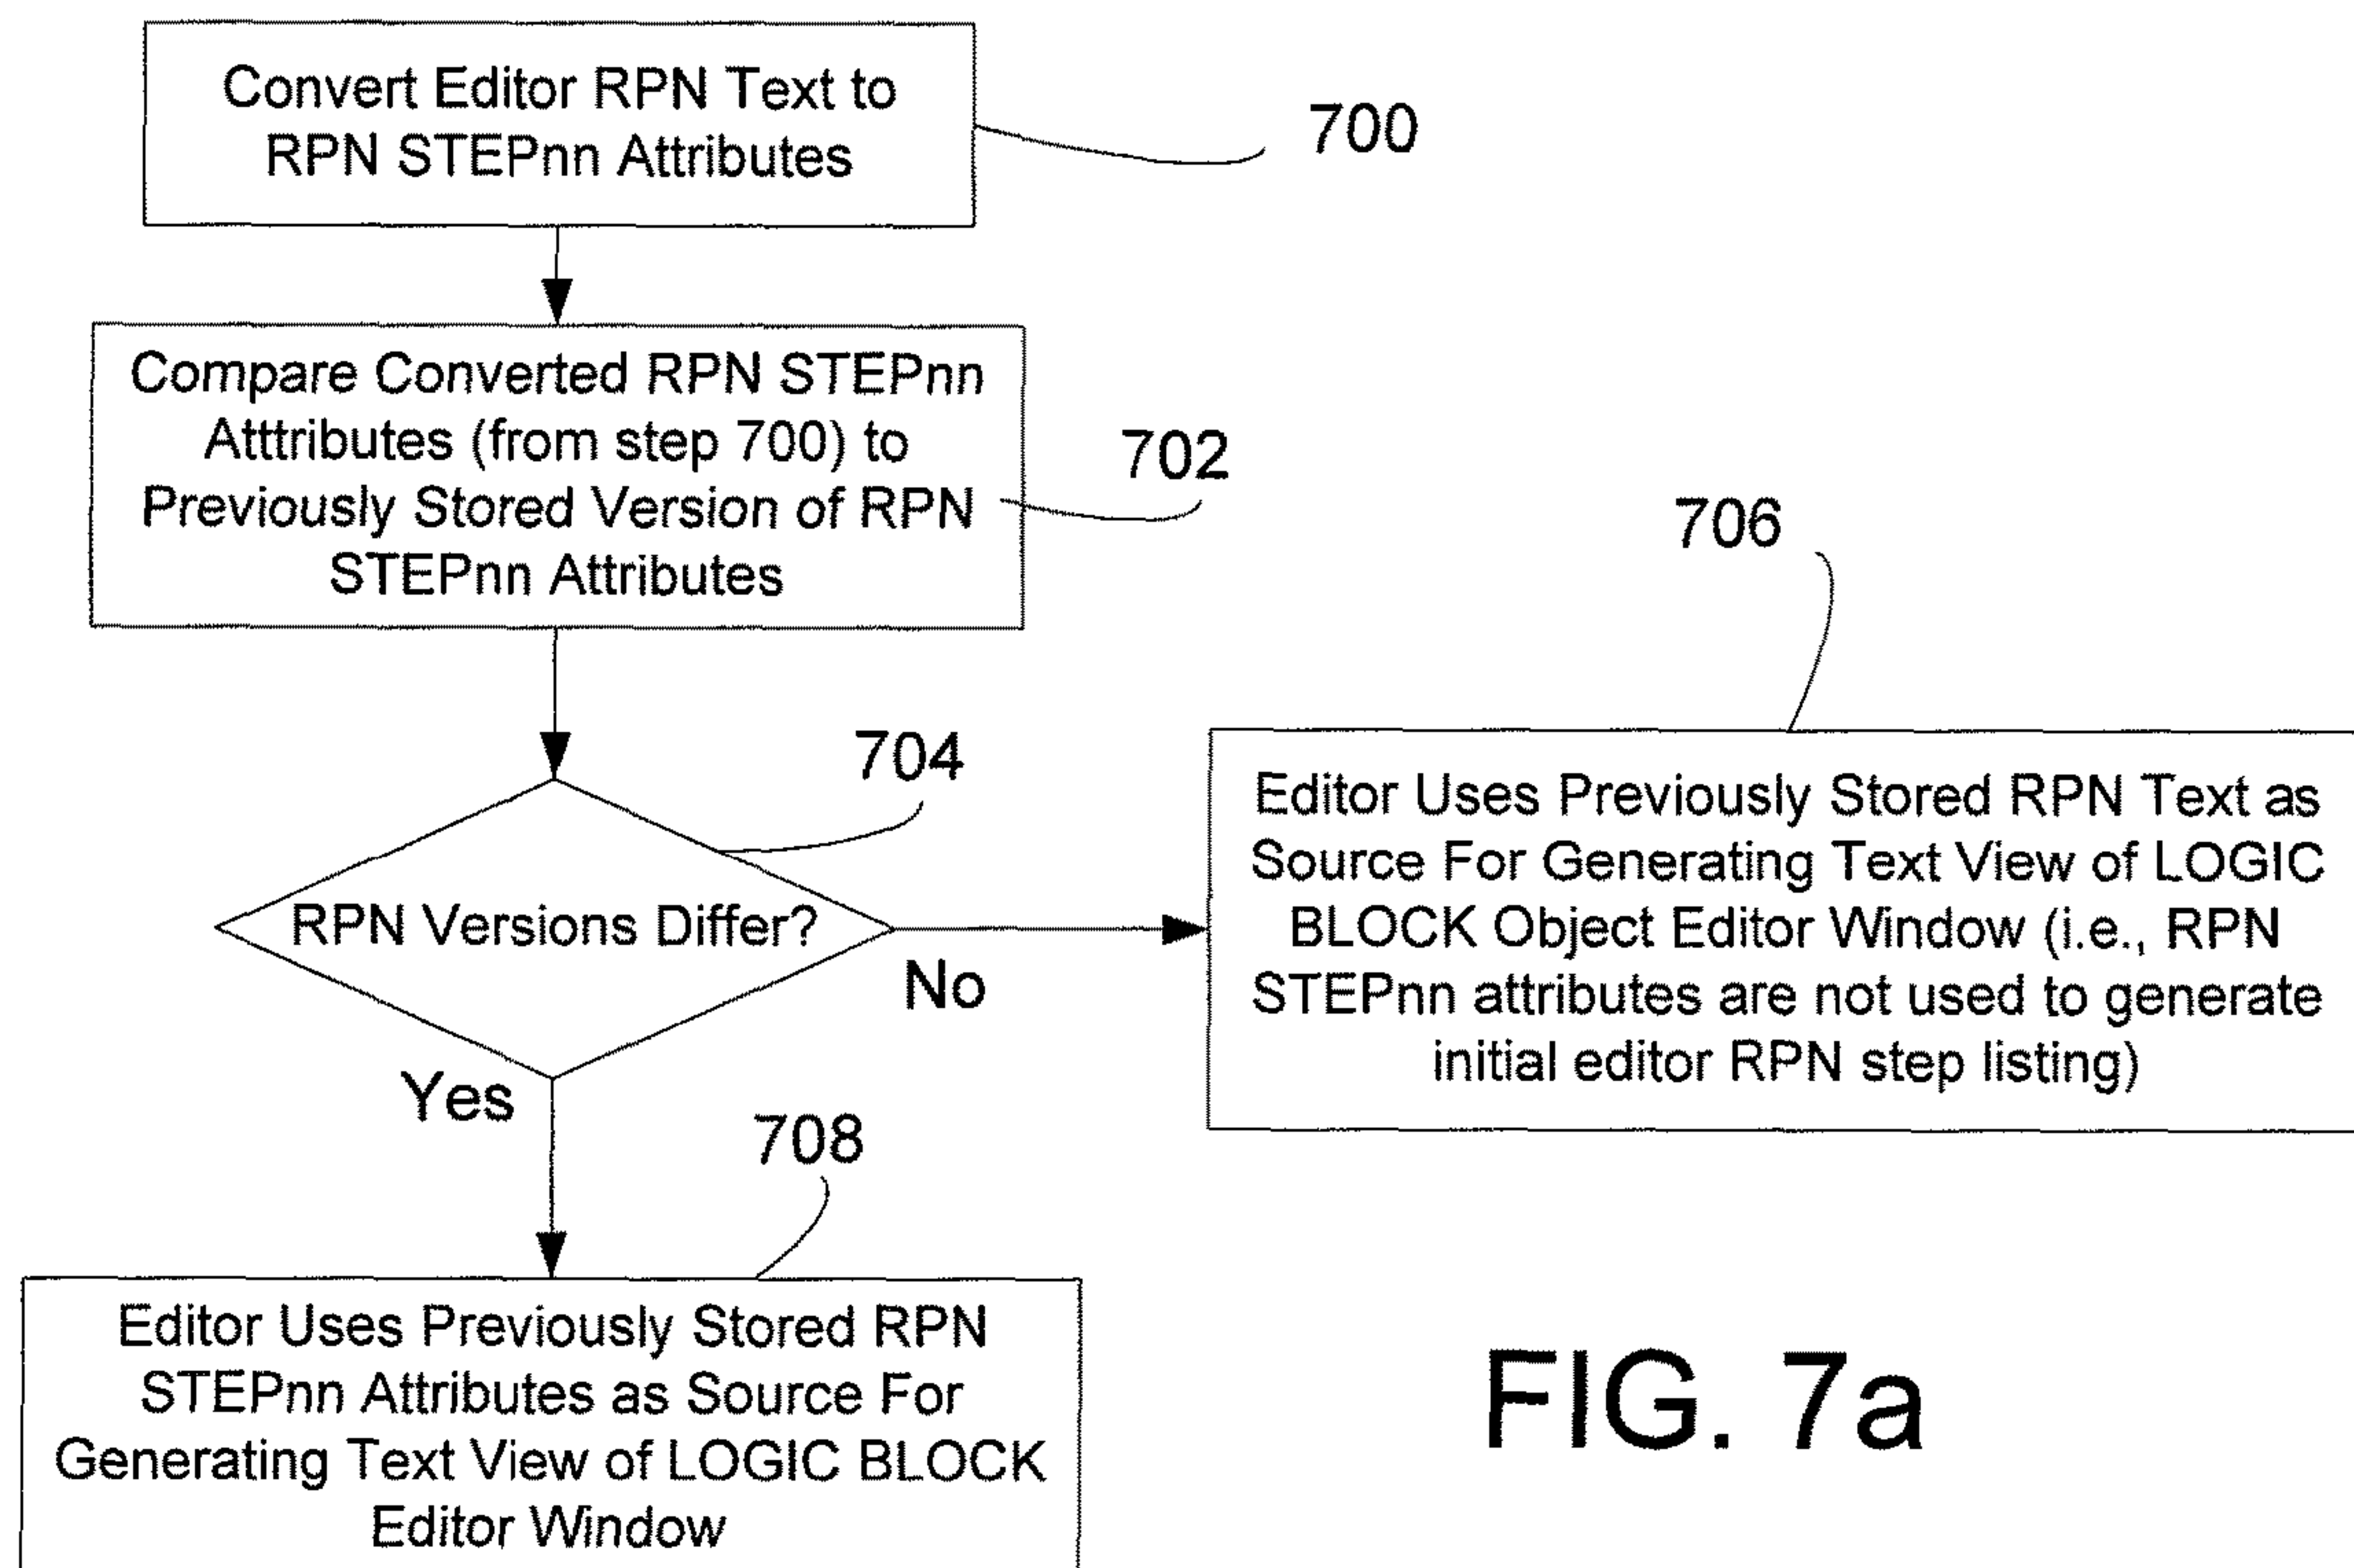 Convert Editor RPN Text to
RPN STEPnn Attributes
700
Compare Converted RPN STEPnn
Atttributes (from step 700) to
Previously Stored Version of RPN
STEPnn Attributes
702
704
RPN Versions Differ?
No
Yes
706
Editor Uses Previously Stored RPN Text as
Source For Generating Text View of LOGIC
BLOCK Object Editor Window (i.e., RPN
STEPnn attributes are not used to generate
initial editor RPN step listing)
708
Editor Uses Previously Stored RPN
STEPnn Attributes as Source For
Generating Text View of LOGIC BLOCK
Editor Window
FIG. 7a